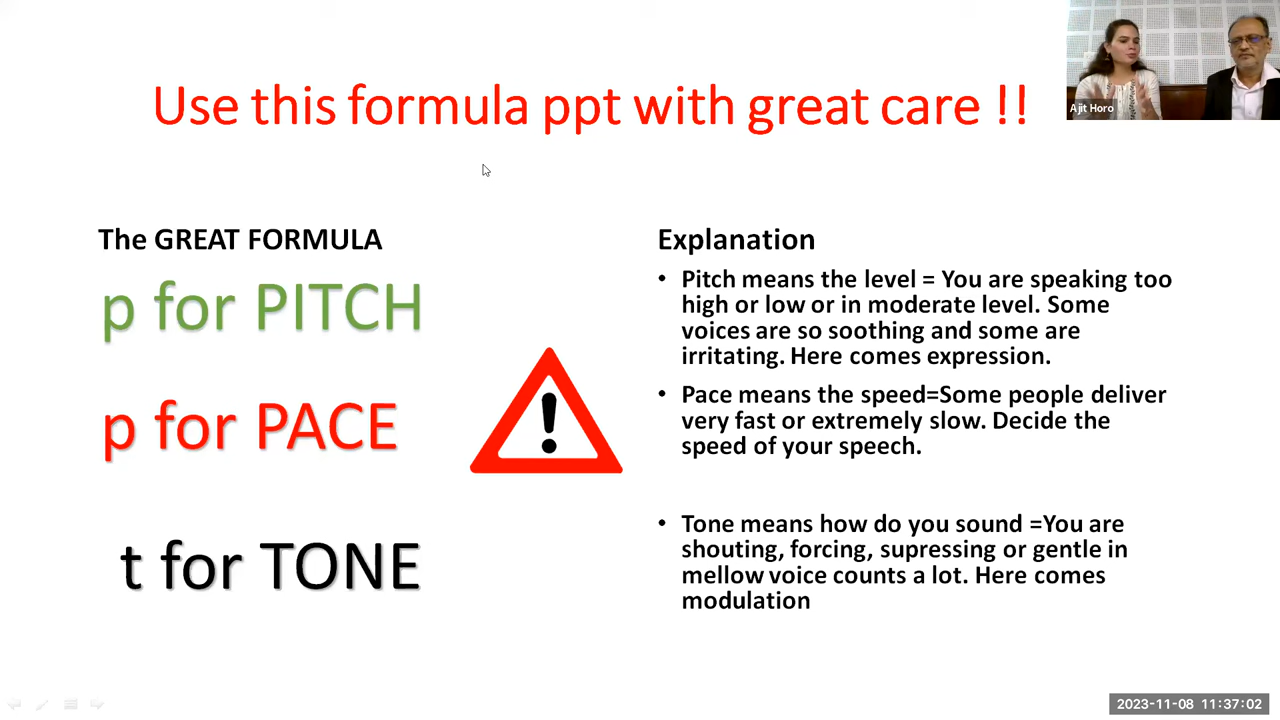 Use this formula ppt with great care !!
Ajit Horo
The GREAT FORMULA
p for PITCH
p for PACE
t for TONE
Explanation
• Pitch means the level = You are speaking too
high or low or in moderate level. Some
voices are so soothing and some are
irritating. Here comes expression.
• Pace means the speed=Some people deliver
very fast or extremely slow. Decide the
speed of your speech.
• Tone means how do you sound =You are
shouting, forcing, supressing or gentle in
mellow voice counts a lot. Here comes
modulation
2023-11-08 11:37:02